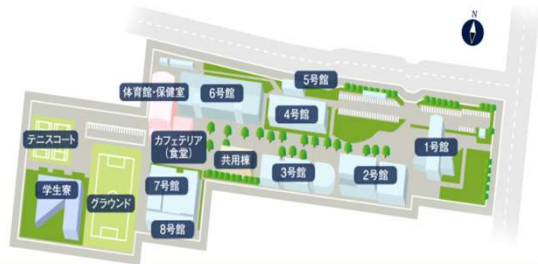 N
5号館
体育館・保健室
6号館
4号館
テニスコート
カフェテリア
(食堂)
共用棟
1号館
学生寮
グラウンド
7号館
3号館
2号館
8号館